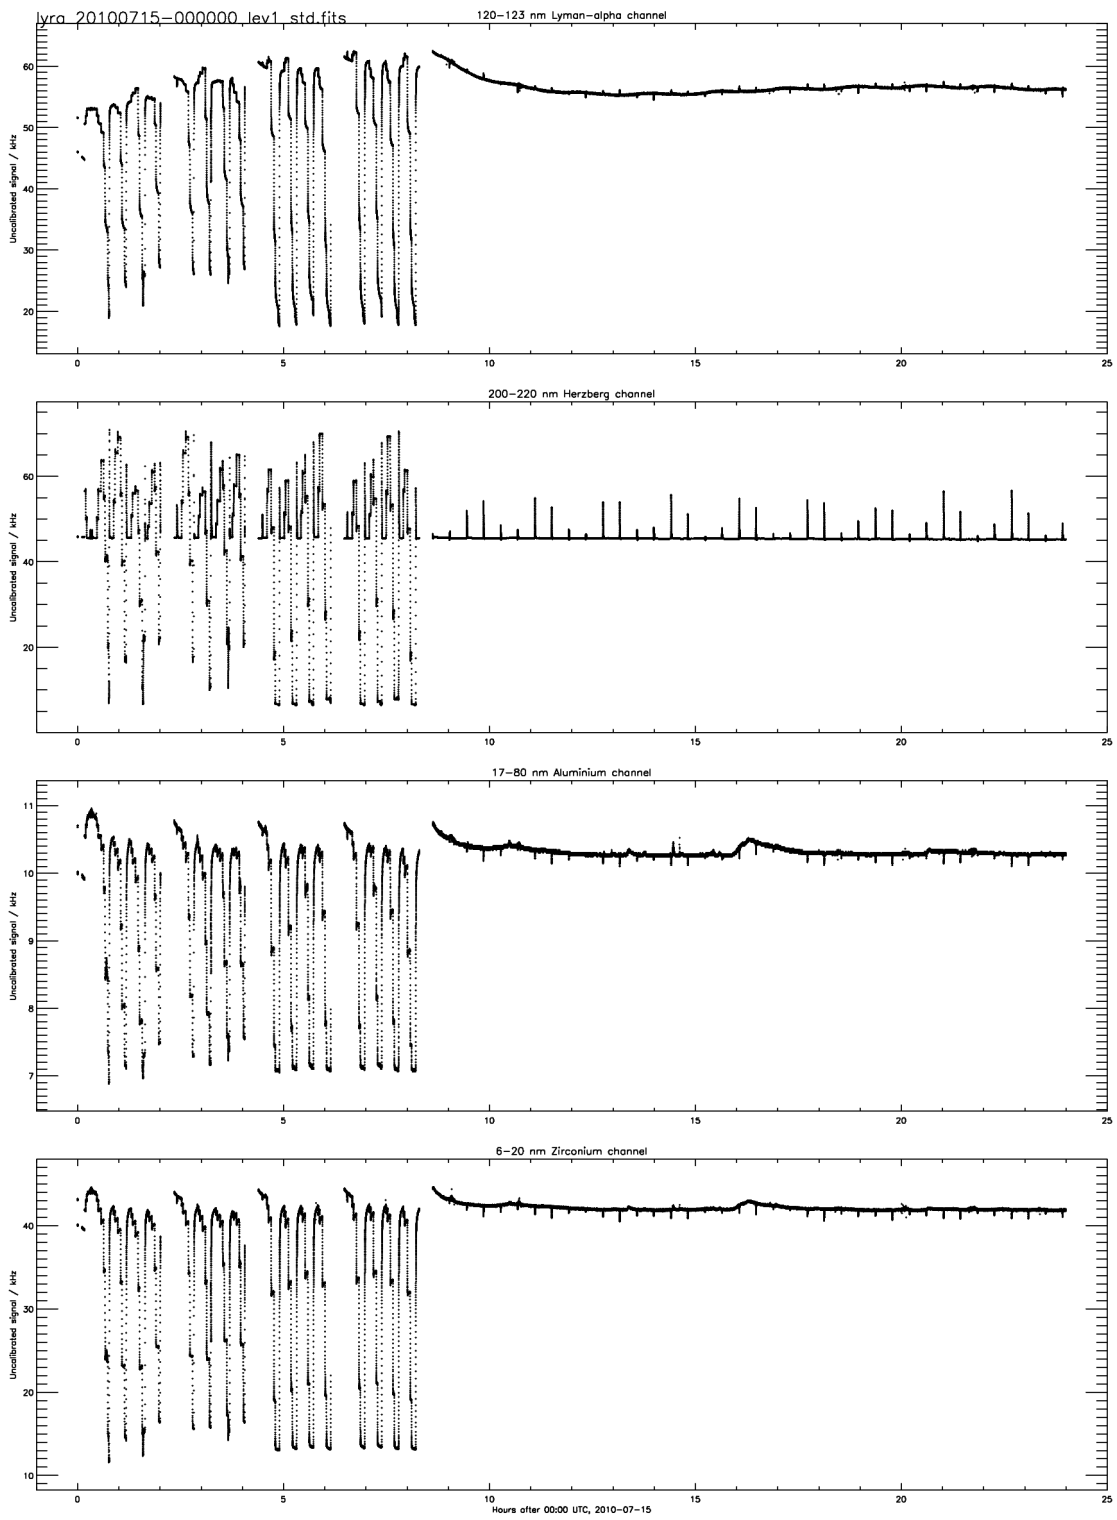 lyra_20100715-000000_lev1_std.fits
120-123 nm Lyman-alpha channel
Uncalibrated signal / kHz
60
50
40
30
20
0 5 10 15 20 25
200-220 nm Herzberg channel
Uncalibrated signal / kHz
60
40
20
0 5 10 15 20 25
17-80 nm Aluminium channel
Uncalibrated signal / kHz
11
10
9
8
7
0 5 10 15 20 25
6-20 nm Zirconium channel
Uncalibrated signal / kHz
40
30
20
10
0 5 10 15 20 25
Hours after 00:00 UTC, 2010-07-15